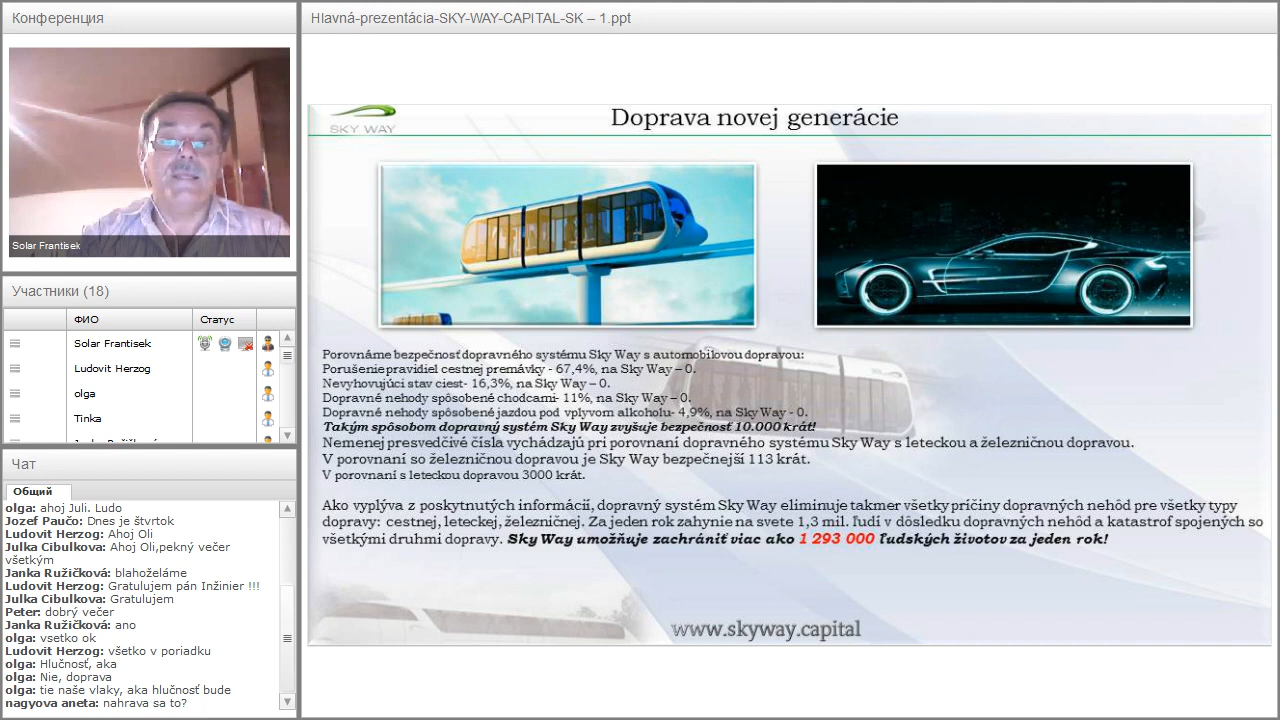 Конференция
Solar Frantisek
Участники (18)
ФИО
Статус
Solar Frantisek
Ludovit Herzog
olga
Tinka
Чат
Общий
olga: ahoj Juli. Ludo
Jozef Paučo: Dnes je štvrtok
Ludovit Herzog: Ahoj Oli
Julka Cibulkova: Ahoj Oli,pekný večer
všetkým
Janka Ružičková: blahoželáme
Ludovit Herzog: Gratulujem pán Inžinier !!!
Julka Cibulkova: Gratulujem
Peter: dobrý večer
Janka Ružičková: ano
olga: vsetko ok
Ludovit Herzog: všetko v poriadku
olga: Hlučnosť, aka
olga: Nie, doprava
olga: tie naše vlaky, aka hlučnosť bude
nagyova aneta: nahrava sa to?
Hlavná-prezentácia-SKY-WAY-CAPITAL-SK – 1.ppt
SKY WAY
Doprava novej generácie
Porovnáme bezpečnosť dopravného systému Sky Way s automobilovou dopravou:
Porušenie pravidiel cestnej premávky - 67,4%, na Sky Way – 0.
Nevyhovujúci stav ciest- 16,3%, na Sky Way – 0.
Dopravné nehody spôsobené chodcami- 11%, na Sky Way – 0.
Dopravné nehody spôsobené jazdou pod vplyvom alkoholu- 4,9%, na Sky Way - 0.
Takým spôsobom dopravný systém Sky Way zvyšuje bezpečnosť 10.000 krát!
Nemenej presvedčivé čísla vychádzajú pri porovnaní dopravného systému Sky Way s leteckou a železničnou dopravou.
V porovnaní so železničnou dopravou je Sky Way bezpečnejší 113 krát.
V porovnaní s leteckou dopravou 3000 krát.
Ako vyplýva z poskytnutých informácií, dopravný systém Sky Way eliminuje takmer všetky príčiny dopravných nehôd pre všetky typy
dopravy: cestnej, leteckej, železničnej. Za jeden rok zahynie na svete 1,3 mil. ľudí v dôsledku dopravných nehôd a katastrof spojených so
všetkými druhmi dopravy. Sky Way umožňuje zachrániť viac ako 1 293 000 ľudských životov za jeden rok!
www.skyway.capital